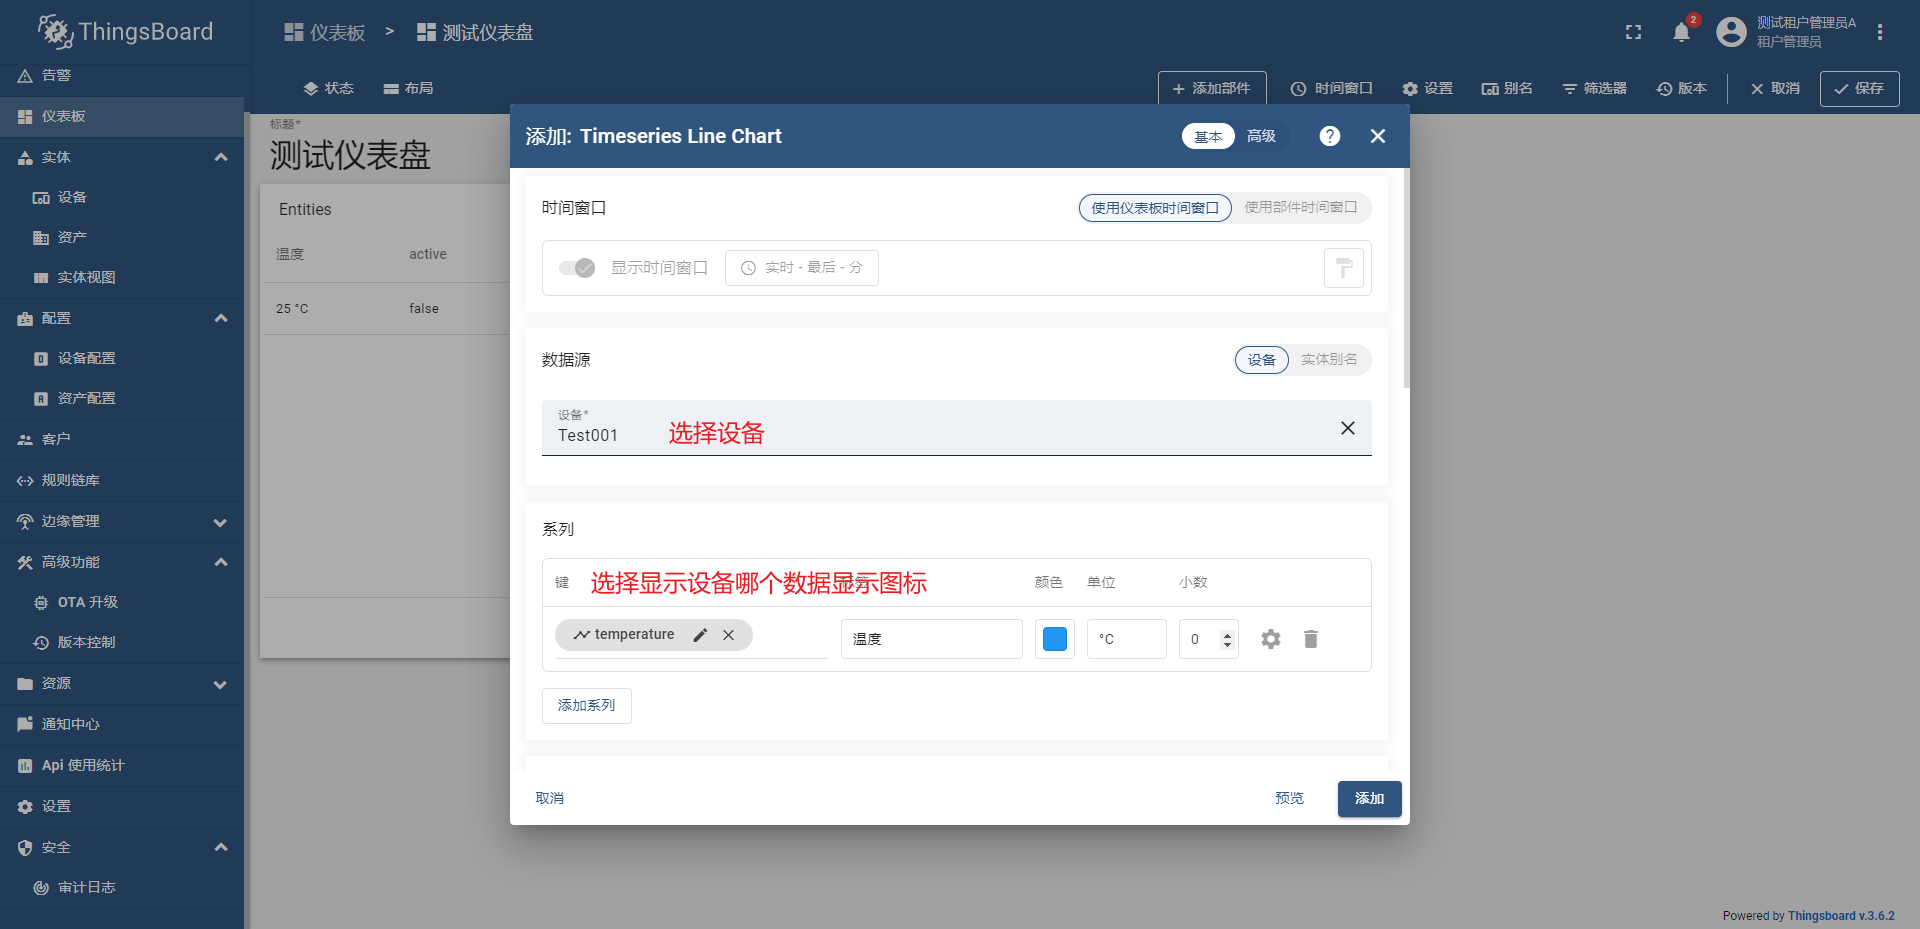 ThingsBoard
告警
仪表板
实体
设备
资产
实体视图
配置
设备配置
资产配置
客户
规则链库
边缘管理
高级功能
OTA 升级
版本控制
资源
通知中心
Api 使用统计
设置
安全
审计日志
仪表板 > 测试仪表盘
2
测试租户管理员A
租户管理员
状态 布局
+ 添加部件 时间窗口 设置 别名 筛选器 版本 取消 保存
标题*
测试仪表盘
Entities
温度 active
25 °C false
添加: Timeseries Line Chart 基本 高级 ?
时间窗口 使用仪表板时间窗口 使用部件时间窗口
显示时间窗口 实时 - 最后 - 分
数据源 设备 实体别名
设备*
Test001 选择设备
系列
键 选择显示设备哪个数据显示图标 颜色 单位 小数
temperature 温度 °C 0
添加系列
取消 预览 添加
Powered by Thingsboard v.3.6.2